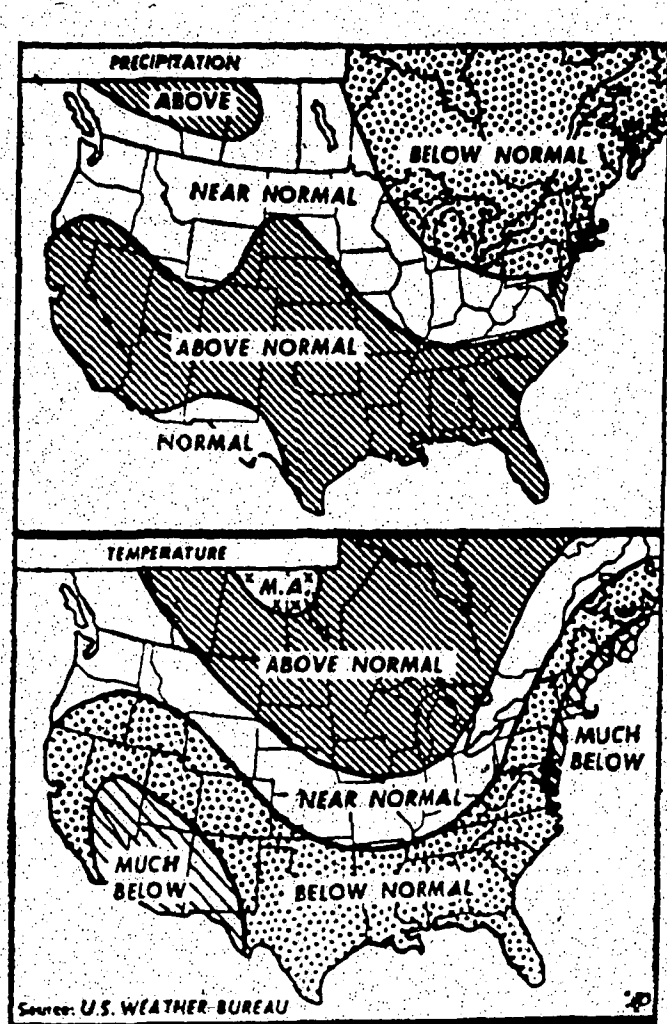 PRECIPITATION
ABOVE
BELOW NORMAL
NEAR NORMAL
ABOVE NORMAL
NORMAL
TEMPERATURE
M.A.
ABOVE NORMAL
MUCH
BELOW
NEAR NORMAL
MUCH
BELOW
BELOW NORMAL
Source: U.S. WEATHER BUREAU